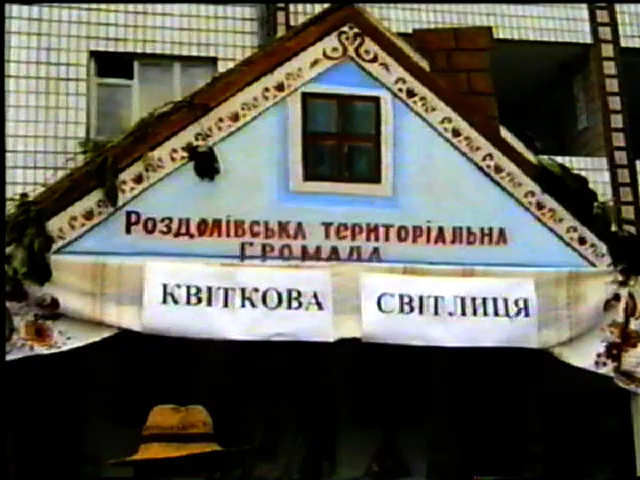 Роздолівська територіальна
громада
КВІТКОВА СВІТЛИЦЯ